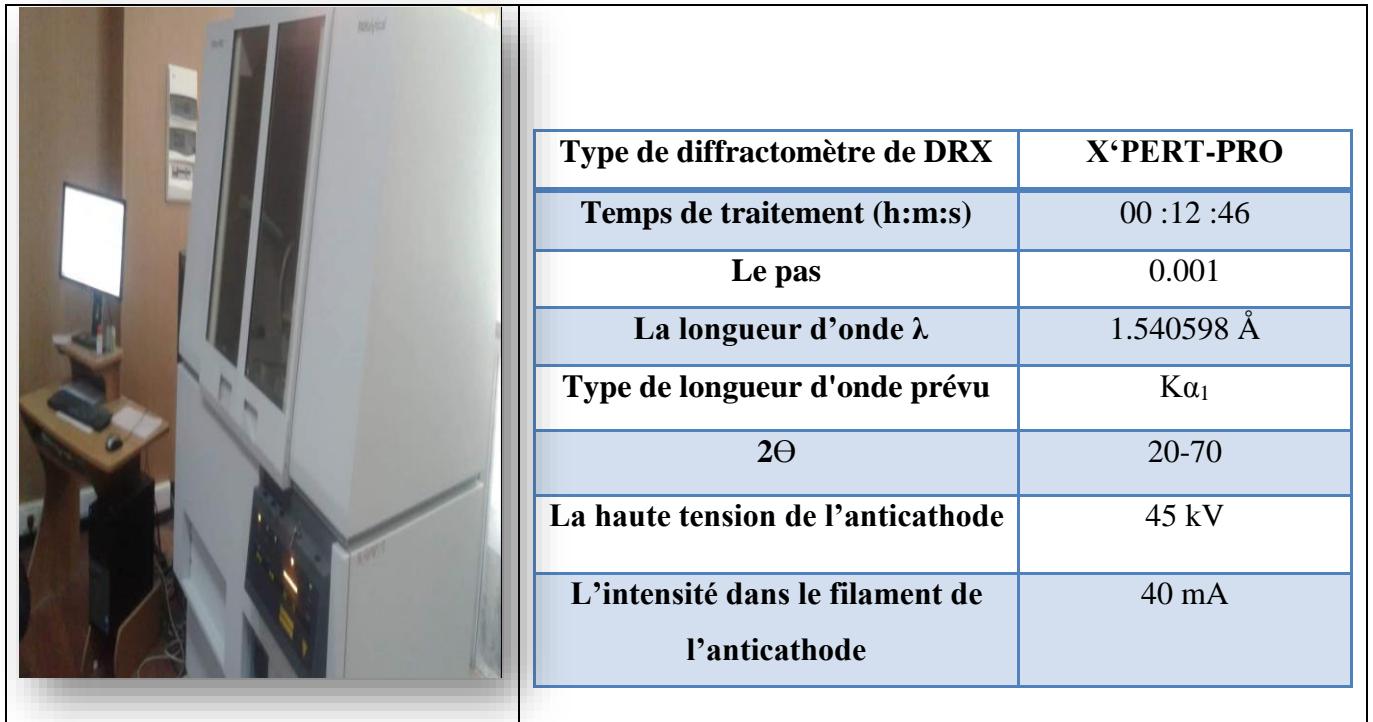 PANalytical
Type de diffractomètre de DRX X‘PERT-PRO
Temps de traitement (h:m:s) 00 :12 :46
Le pas 0.001
La longueur d’onde λ 1.540598 Å
Type de longueur d'onde prévu Kα₁
2Ɵ 20-70
La haute tension de l’anticathode 45 kV
L’intensité dans le filament de 40 mA
l’anticathode